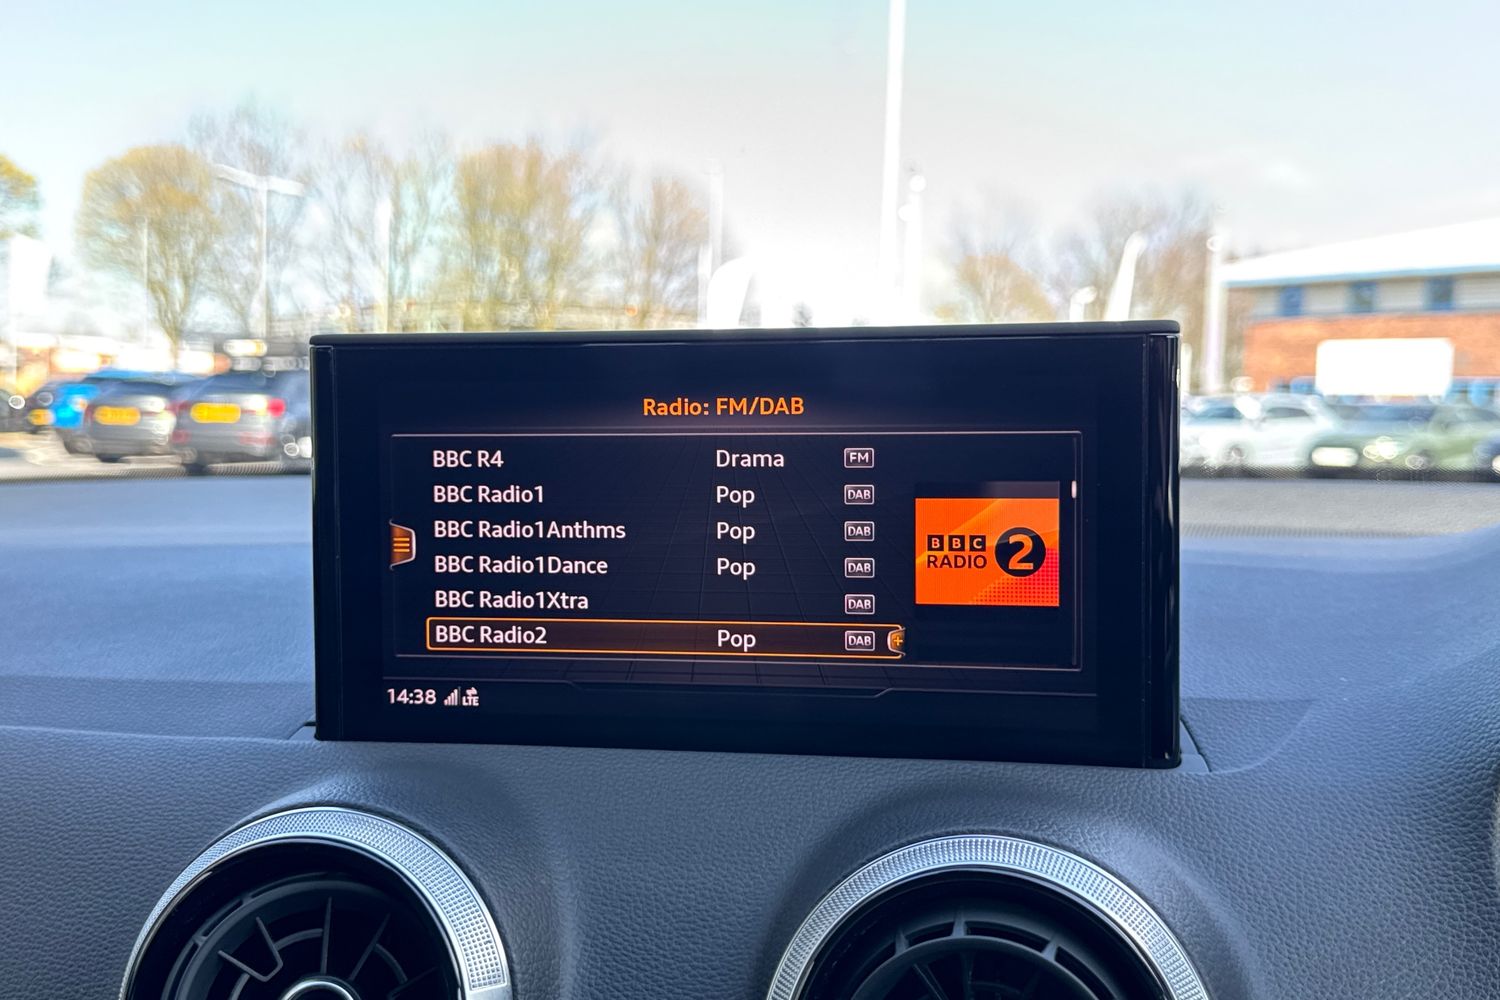 Radio: FM/DAB
BBC R4 Drama FM
BBC Radio1 Pop DAB
BBC Radio1Anthms Pop DAB
BBC Radio1Dance Pop DAB
BBC Radio1Xtra DAB
BBC Radio2 Pop DAB
BBC
RADIO 2
14:38 LTE